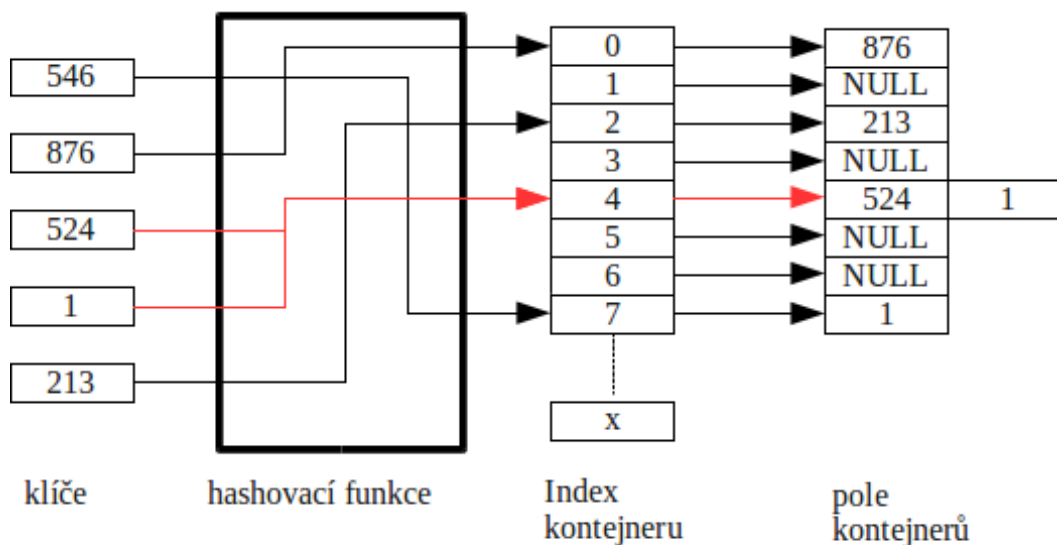 546
876
524
1
213
0
1
2
3
4
5
6
7
x
876
NULL
213
NULL
524 1
NULL
NULL
1
klíče
hashovací funkce
Index
kontejneru
pole
kontejnerů